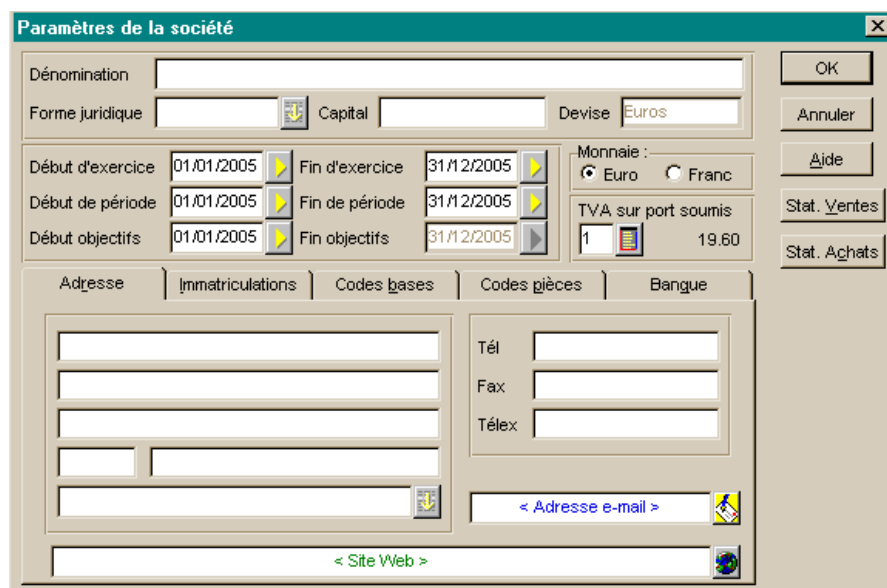 Paramètres de la société
Dénomination
Forme juridique Capital Devise Euros
OK
Annuler
Aide
Stat. Ventes
Stat. Achats
Début d'exercice 01/01/2005 Fin d'exercice 31/12/2005
Début de période 01/01/2005 Fin de période 31/12/2005
Début objectifs 01/01/2005 Fin objectifs 31/12/2005
Monnaie :
Euro Franc
TVA sur port soumis
1 19.60
Adresse Immatriculations Codes bases Codes pièces Banque
Tél
Fax
Télex
< Adresse e-mail >
< Site Web >